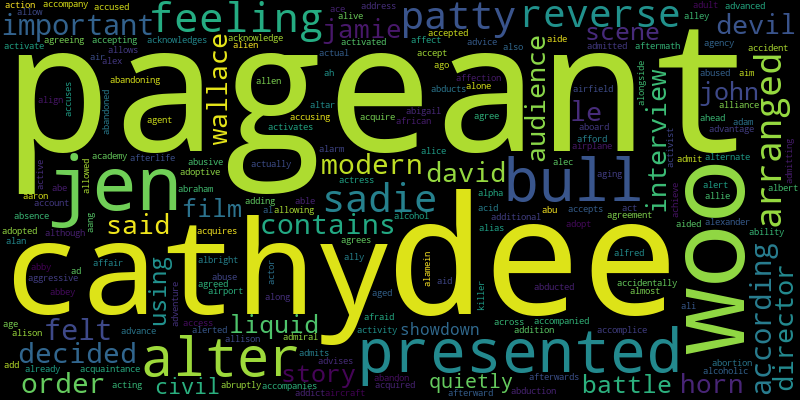 action accompany accused
important feeling patty reverse devil
allow ace address adult alley advanced
jamie scene
activate agreeing accepting acknowledges alive
acknowledge activated affect advice also aide aftermath agency accident
allows alien actual accept accepted admitted
air alex abandoning
pageant
wallace audience interview
accuses abandoned align allen ah ago affection alone abused aim
abducts airfield alongside le john
agent altar accusing acquire abigail african aboard afford alliance
activates agree airplane activist ahead adam advantage
academy afterlife actually alarm alice alec admit alternate admitting
active allowed adoptive abusive modern david bull
jen abe aaron abraham actress aging alert allie albert
account adding able alpha acid abu accepts act achieve
absence film allowing alcohol additional adopt agreement aided alexander ability
sadie wood arranged
adopted aang although said acquires al contains agrees alias
alan affair albright ally alfred according
cathy dee
abby aggressive ad abuse actor alamein aid killer abducted accidentally almost ali
abbey using agreed airport adventure along aged
age felt liquid afraid across accompanied accomplice
alison advance access alerted admiral activity showdown addition abortion alcoholic
decided alter allison admits presented director
add already acquaintance abruptly story advises abandon quietly afterwards battle horn
order acting civil accompanies addict aircraft acquired afterward abduction